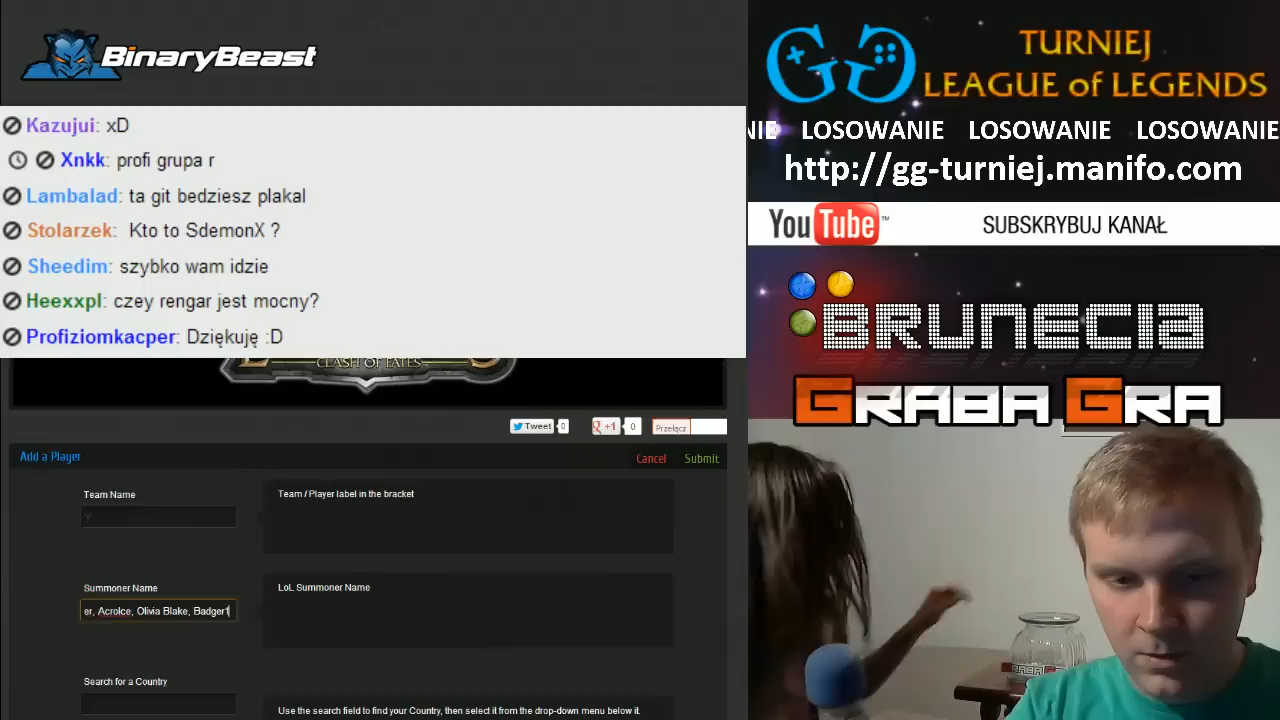 BinaryBeast
Kazujui: xD
Xnkk: profi grupa r
Lambalad: ta git bedziesz plakal
Stolarzek: Kto to SdemonX ?
Sheedim: szybko wam idzie
Heexxpl: czey rengar jest mocny?
Profiziomkacper: Dziękuję :D
CLASH OF FATES
Tweet 0
+1 0
Przełącz
Add a Player
Cancel Submit
Team Name
Team / Player label in the bracket
Y
Summoner Name
LoL Summoner Name
er, Acrolce, Olivia Blake, Badger1
Search for a Country
Use the search field to find your Country, then select it from the drop-down menu below it.
GG
TURNIEJ
LEAGUE of LEGENDS
NIE LOSOWANIE LOSOWANIE LOSOWANIE
http://gg-turniej.manifo.com
YouTube™
SUBSKRYBUJ KANAŁ
BRUNECIA
GRABA GRA